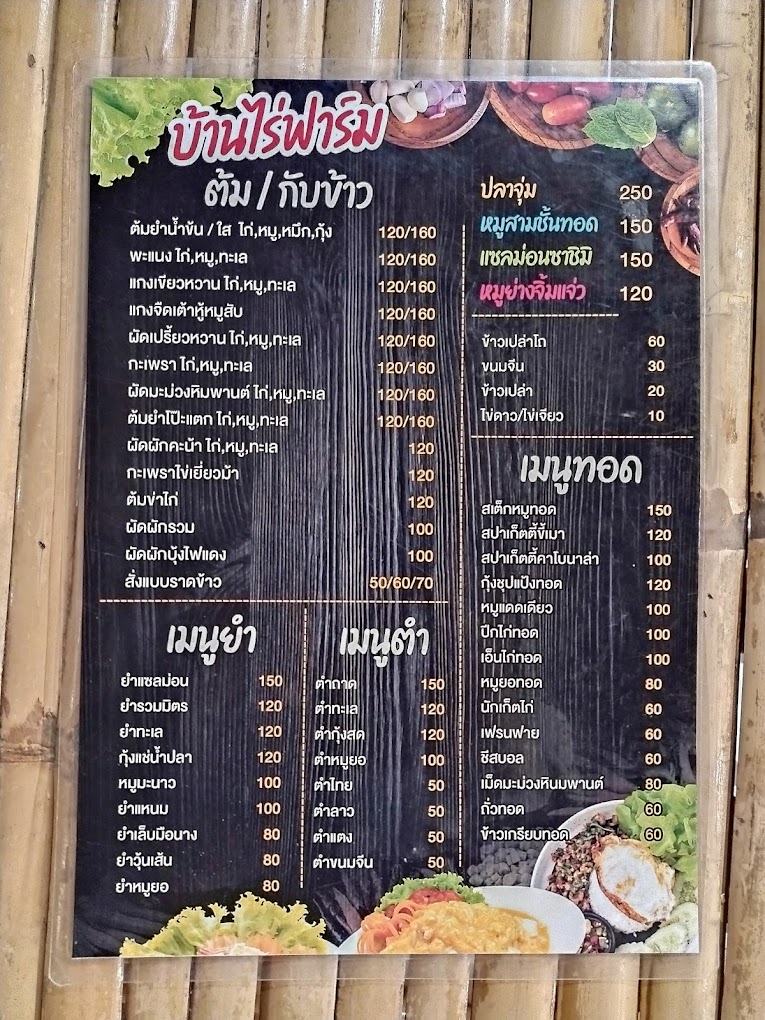 บ้านไร่ฟาร์ม
ต้ม / กับข้าว
ต้มยำน้ำข้น / ใส ไก่,หมู,หมึก,กุ้ง 120/160
พะแนง ไก่,หมู,ทะเล 120/160
แกงเขียวหวาน ไก่,หมู,ทะเล 120/160
แกงจืดเต้าหู้หมูสับ 120/160
ผัดเปรี้ยวหวาน ไก่,หมู,ทะเล 120/160
กะเพรา ไก่,หมู,ทะเล 120/160
ผัดมะม่วงหิมพานต์ ไก่,หมู,ทะเล 120/160
ต้มยำโป๊ะแตก ไก่,หมู,ทะเล 120/160
ผัดผักคะน้า ไก่,หมู,ทะเล 120
กะเพราไข่เยี่ยวม้า 120
ต้มข่าไก่ 120
ผัดผักรวม 100
ผัดผักบุ้งไฟแดง 100
สั่งแบบราดข้าว 50/60/70
เมนูยำ
ยำแซลม่อน 150
ยำรวมมิตร 120
ยำทะเล 120
กุ้งแช่น้ำปลา 120
หมูมะนาว 100
ยำแหนม 100
ยำเล็บมือนาง 80
ยำวุ้นเส้น 80
ยำหมูยอ 80
เมนูตำ
ตำถาด 150
ตำทะเล 120
ตำกุ้งสด 120
ตำหมูยอ 100
ตำไทย 50
ตำลาว 50
ตำแตง 50
ตำขนมจีน 50
ปลาจุ่ม 250
หมูสามชั้นทอด 150
แซลม่อนซาชิมิ 150
หมูย่างจิ้มแจ่ว 120
ข้าวเปล่าโถ 60
ขนมจีน 30
ข้าวเปล่า 20
ไข่ดาว/ไข่เจียว 10
เมนูทอด
สเต็กหมูทอด 150
สปาเก็ตตี้ขี้เมา 120
สปาเก็ตตี้คาโบนาล่า 100
กุ้งชุปแป้งทอด 120
หมูแดดเดียว 100
ปีกไก่ทอด 100
เอ็นไก่ทอด 100
หมูยอทอด 80
นักเก็ตไก่ 60
เฟรนฟาย 60
ชีสบอล 60
เม็ดมะม่วงหินมพานต์ 80
ถั่วทอด 60
ข้าวเกรียบทอด 60